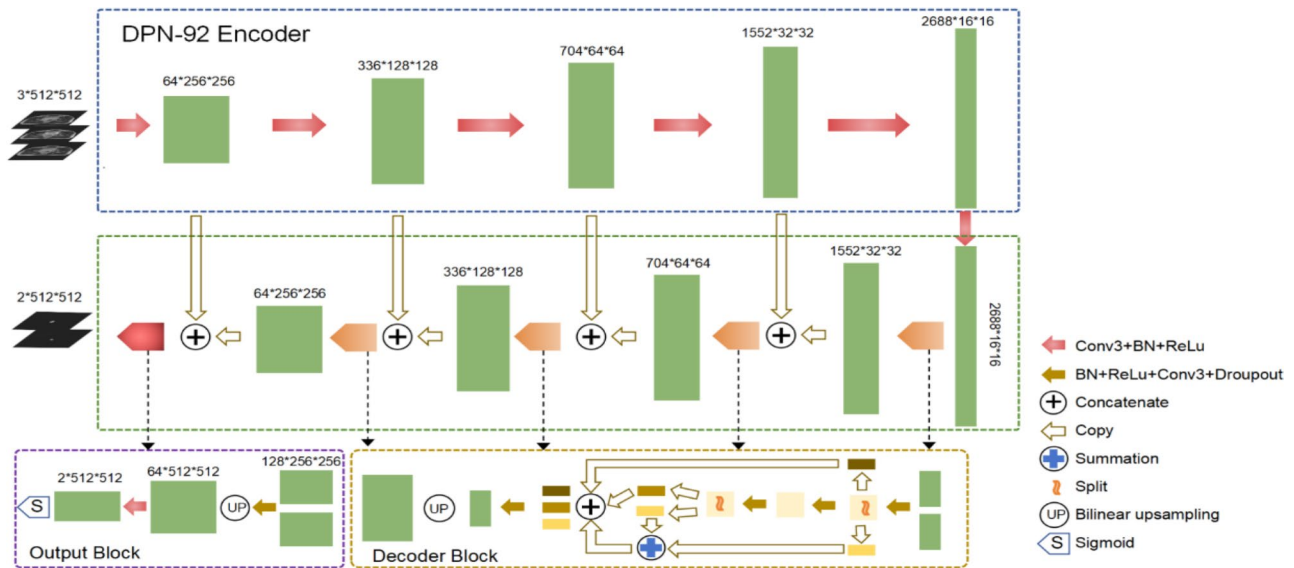 DPN-92 Encoder
3*512*512
64*256*256
336*128*128
704*64*64
1552*32*32
2688*16*16
2*512*512
64*256*256
336*128*128
704*64*64
1552*32*32
2688*16*16
2*512*512
64*512*512
128*256*256
UP
S
Output Block
UP
Decoder Block
Conv3+BN+ReLu
BN+ReLu+Conv3+Droupout
Concatenate
Copy
Summation
Split
UP Bilinear upsampling
S Sigmoid